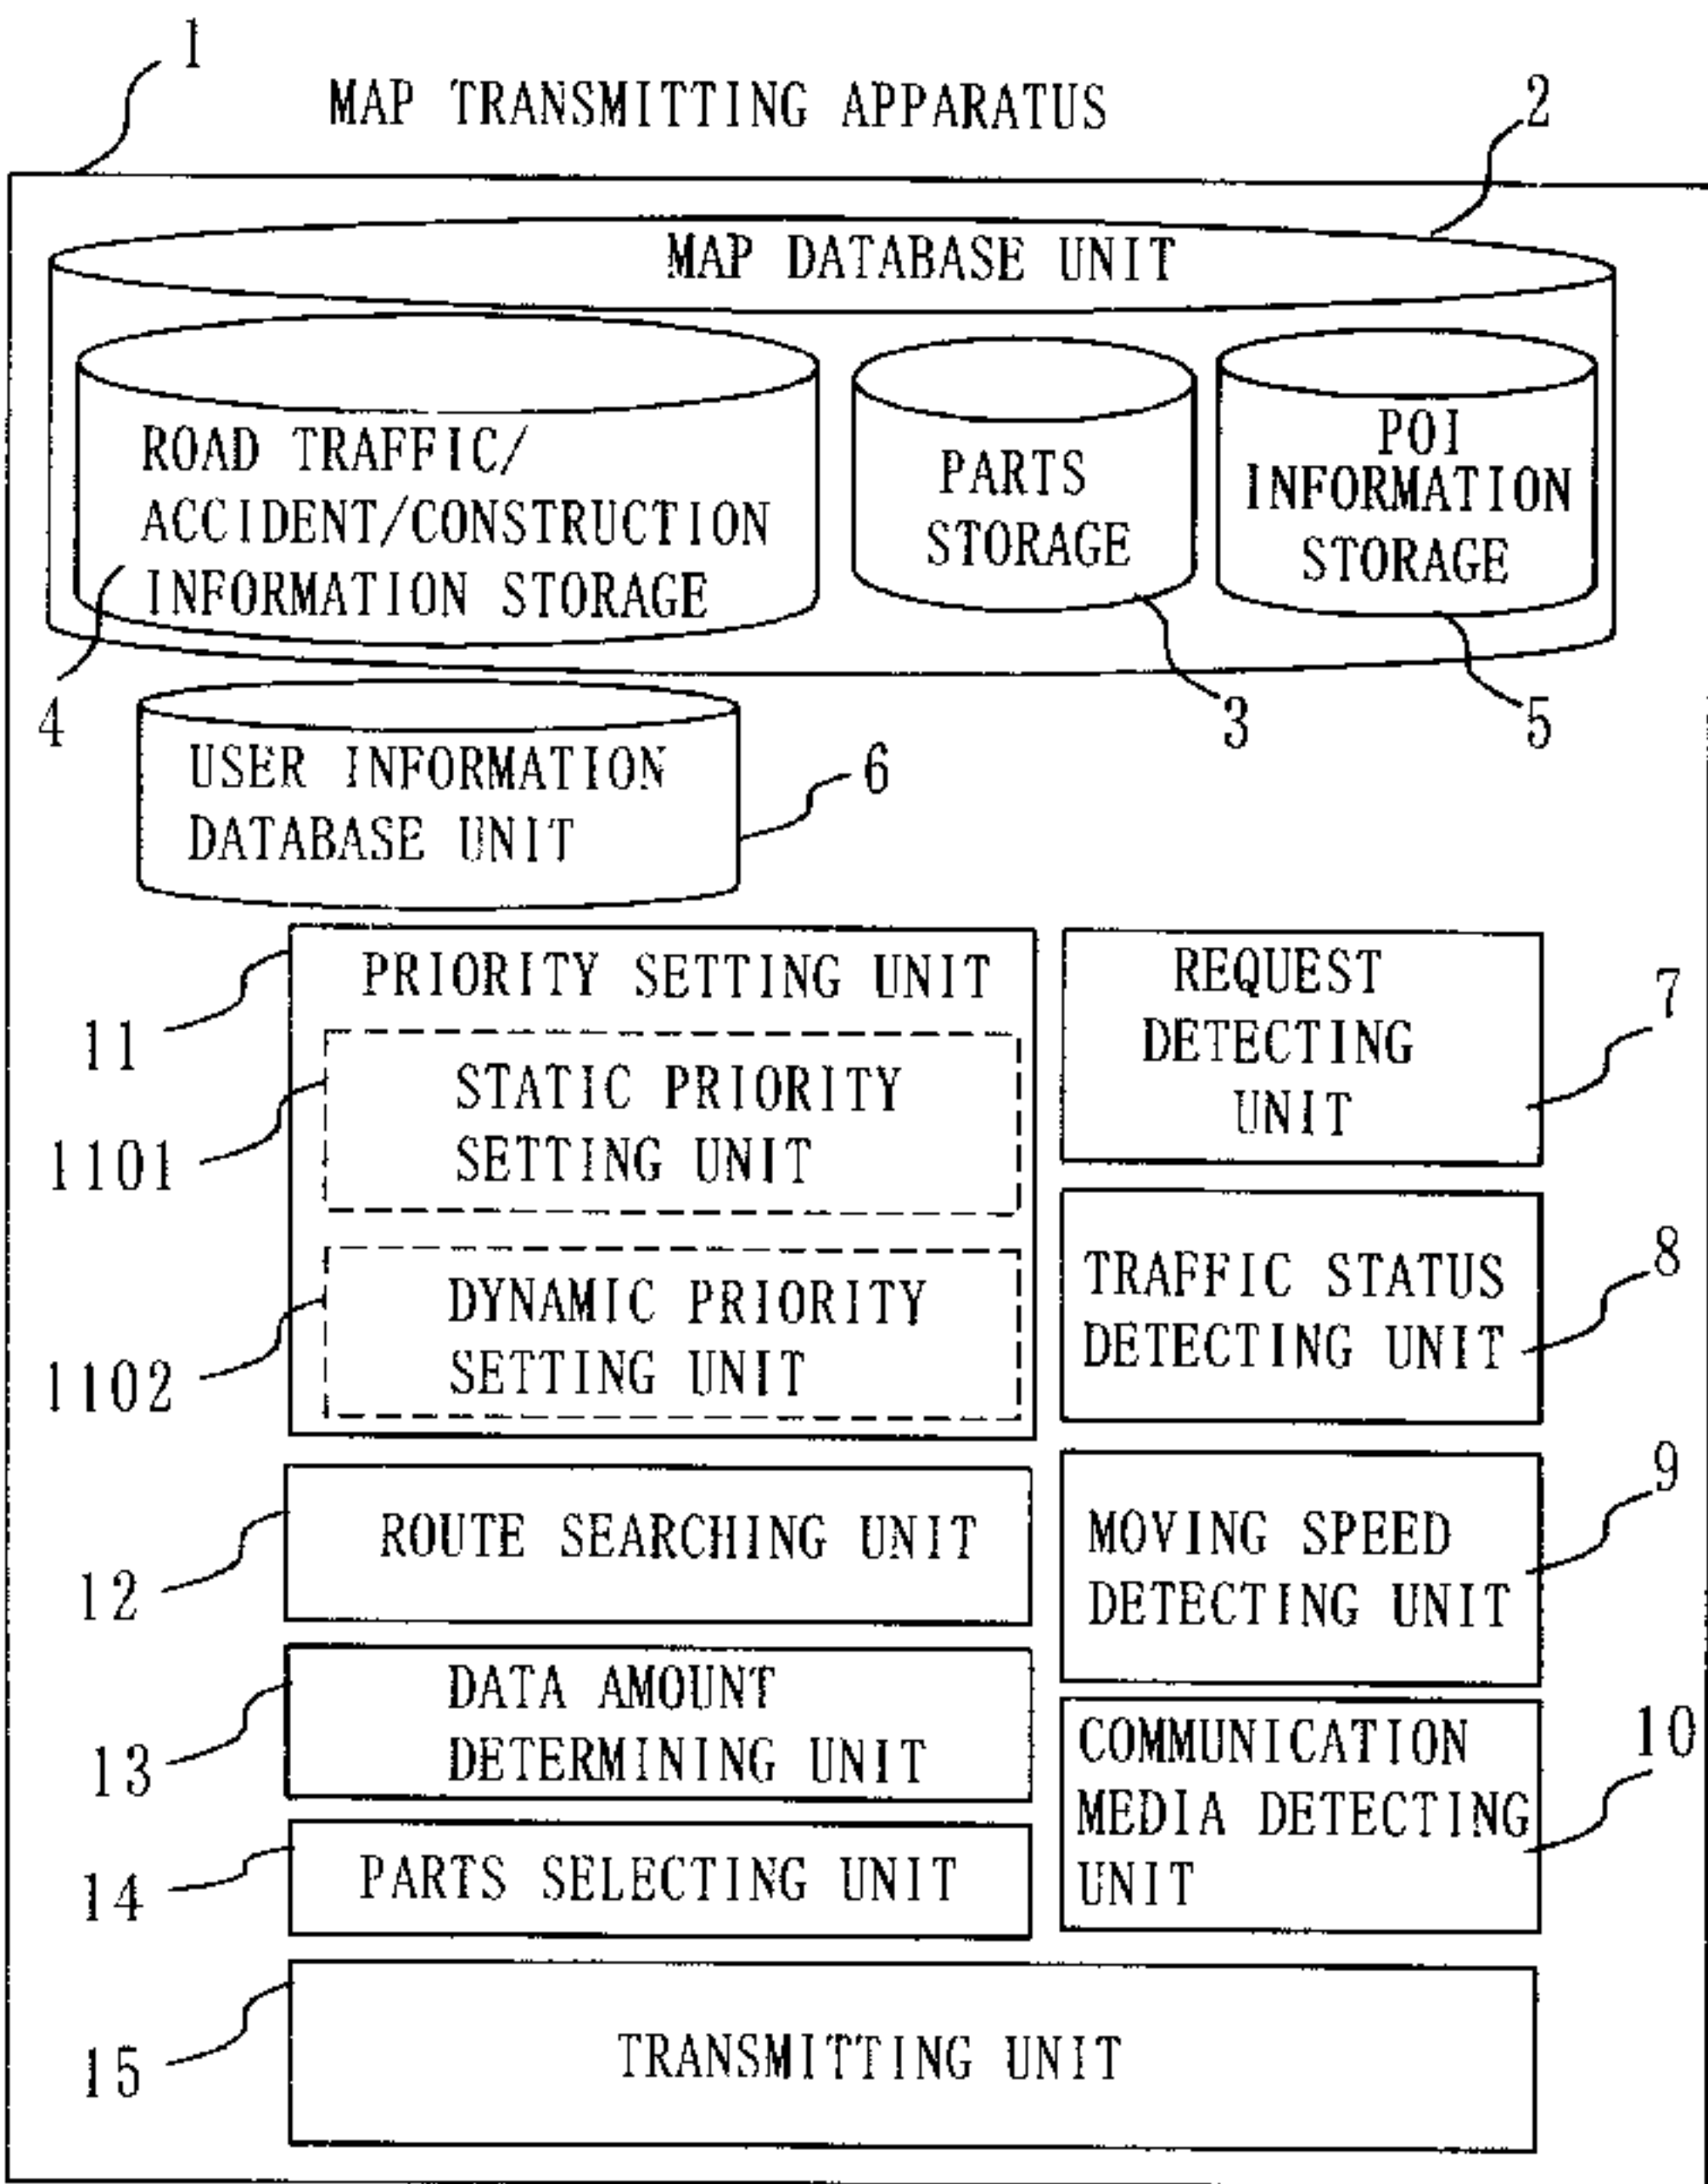 1
MAP TRANSMITTING APPARATUS
2
MAP DATABASE UNIT
ROAD TRAFFIC/
ACCIDENT/CONSTRUCTION
INFORMATION STORAGE
PARTS
STORAGE
POI
INFORMATION
STORAGE
4
3
5
USER INFORMATION
DATABASE UNIT
6
11
PRIORITY SETTING UNIT
1101
STATIC PRIORITY
SETTING UNIT
1102
DYNAMIC PRIORITY
SETTING UNIT
REQUEST
DETECTING
UNIT
7
TRAFFIC STATUS
DETECTING UNIT
8
12
ROUTE SEARCHING UNIT
MOVING SPEED
DETECTING UNIT
9
13
DATA AMOUNT
DETERMINING UNIT
COMMUNICATION
MEDIA DETECTING
UNIT
10
14
PARTS SELECTING UNIT
15
TRANSMITTING UNIT